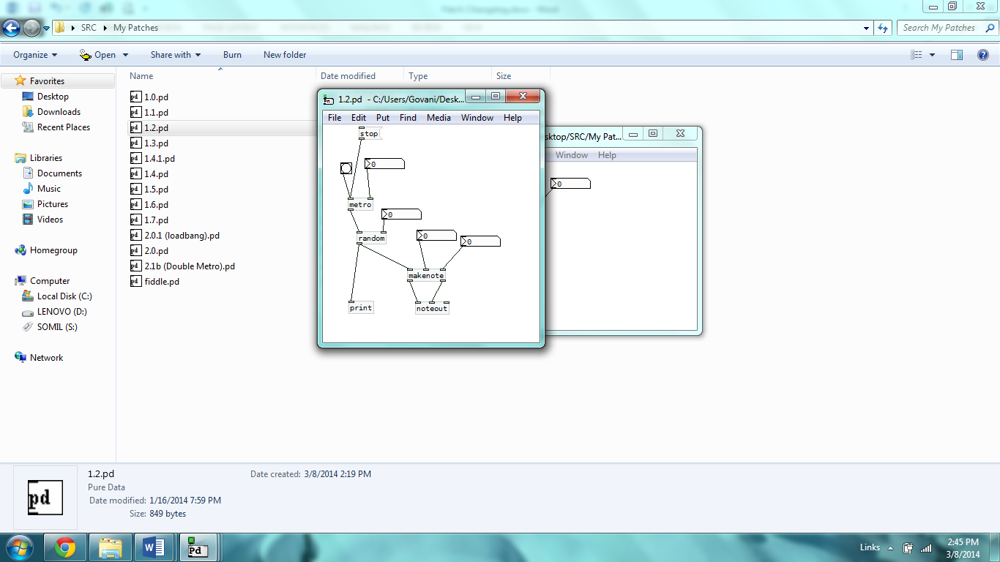 Patch Changelog.docx - Word
SRC My Patches
Search My Patches
Organize Open Share with Burn New folder
Favorites
Desktop
Downloads
Recent Places
Libraries
Documents
Music
Pictures
Videos
Homegroup
Computer
Local Disk (C:)
LENOVO (D:)
SOMIL (S:)
Network
Name Date modified Type Size
1.0.pd
1.1.pd
1.2.pd
1.3.pd
1.4.1.pd
1.4.pd
1.5.pd
1.6.pd
1.7.pd
2.0.1 (loadbang).pd
2.0.pd
2.1b (Double Metro).pd
fiddle.pd
1.2.pd - C:/Users/Govani/Desk...
File Edit Put Find Media Window Help
stop
0
metro
0
random
0
0
makenote
print
noteout
sktop/SRC/My Pat...
Window Help
0
pd
1.2.pd
Pure Data
Date modified: 1/16/2014 7:59 PM
Size: 849 bytes
Date created: 3/8/2014 2:19 PM
Pd
Links
2:45 PM
3/8/2014